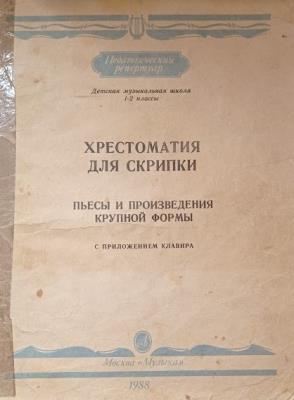 Педагогический
репертуар
Детская музыкальная школа
1-2 классы
ХРЕСТОМАТИЯ
ДЛЯ СКРИПКИ
ПЬЕСЫ И ПРОИЗВЕДЕНИЯ
КРУПНОЙ ФОРМЫ
С ПРИЛОЖЕНИЕМ КЛАВИРА
Москва «Музыка»
1988